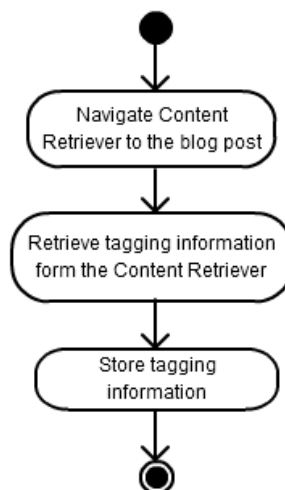 Navigate Content
Retriever to the blog post
Retrieve tagging information
form the Content Retriever
Store tagging
information